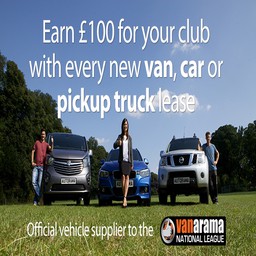 Earn £100 for your club
with every new van, car or
pickup truck lease
Official vehicle supplier to the
vanarama
NATIONAL LEAGUE